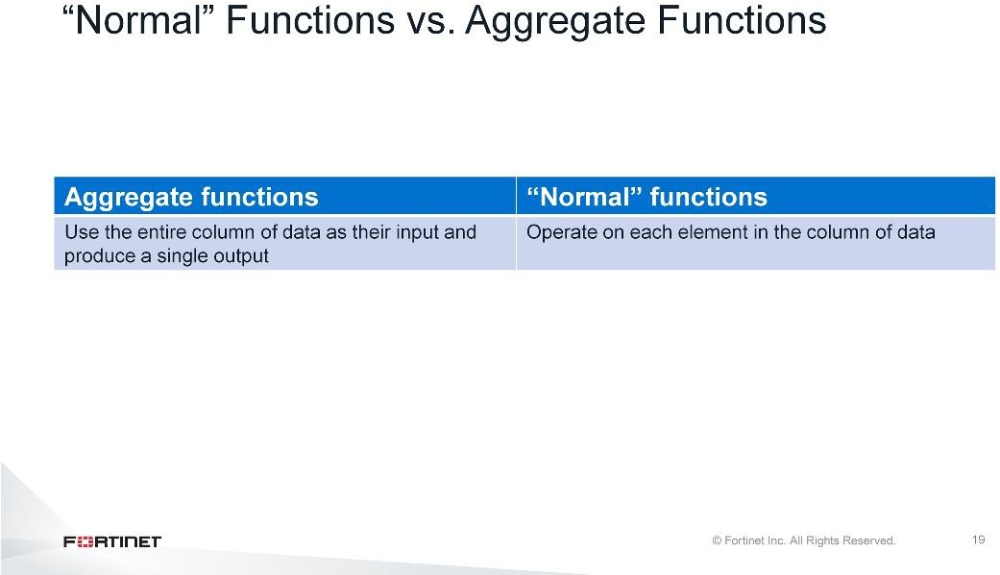 “Normal” Functions vs. Aggregate Functions
Aggregate functions
“Normal” functions
Use the entire column of data as their input and
produce a single output
Operate on each element in the column of data
FORTINET
© Fortinet Inc. All Rights Reserved.
19